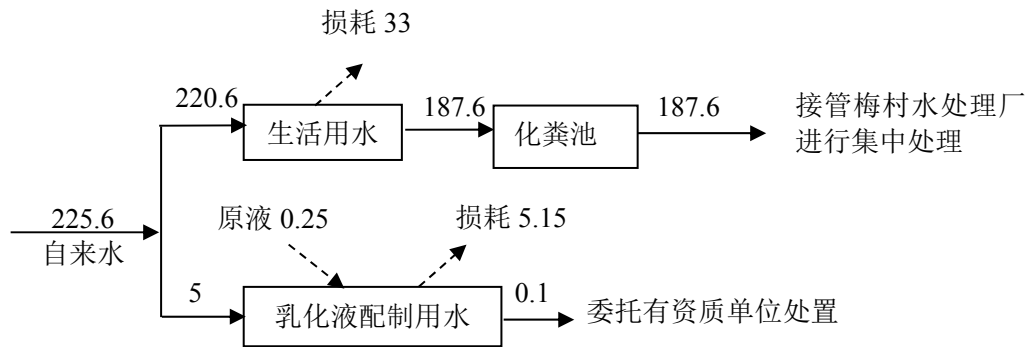 损耗 33
220.6
生活用水
187.6
化粪池
187.6
接管梅村水处理厂
进行集中处理
225.6
自来水
原液 0.25
损耗 5.15
5
乳化液配制用水
0.1
委托有资质单位处置